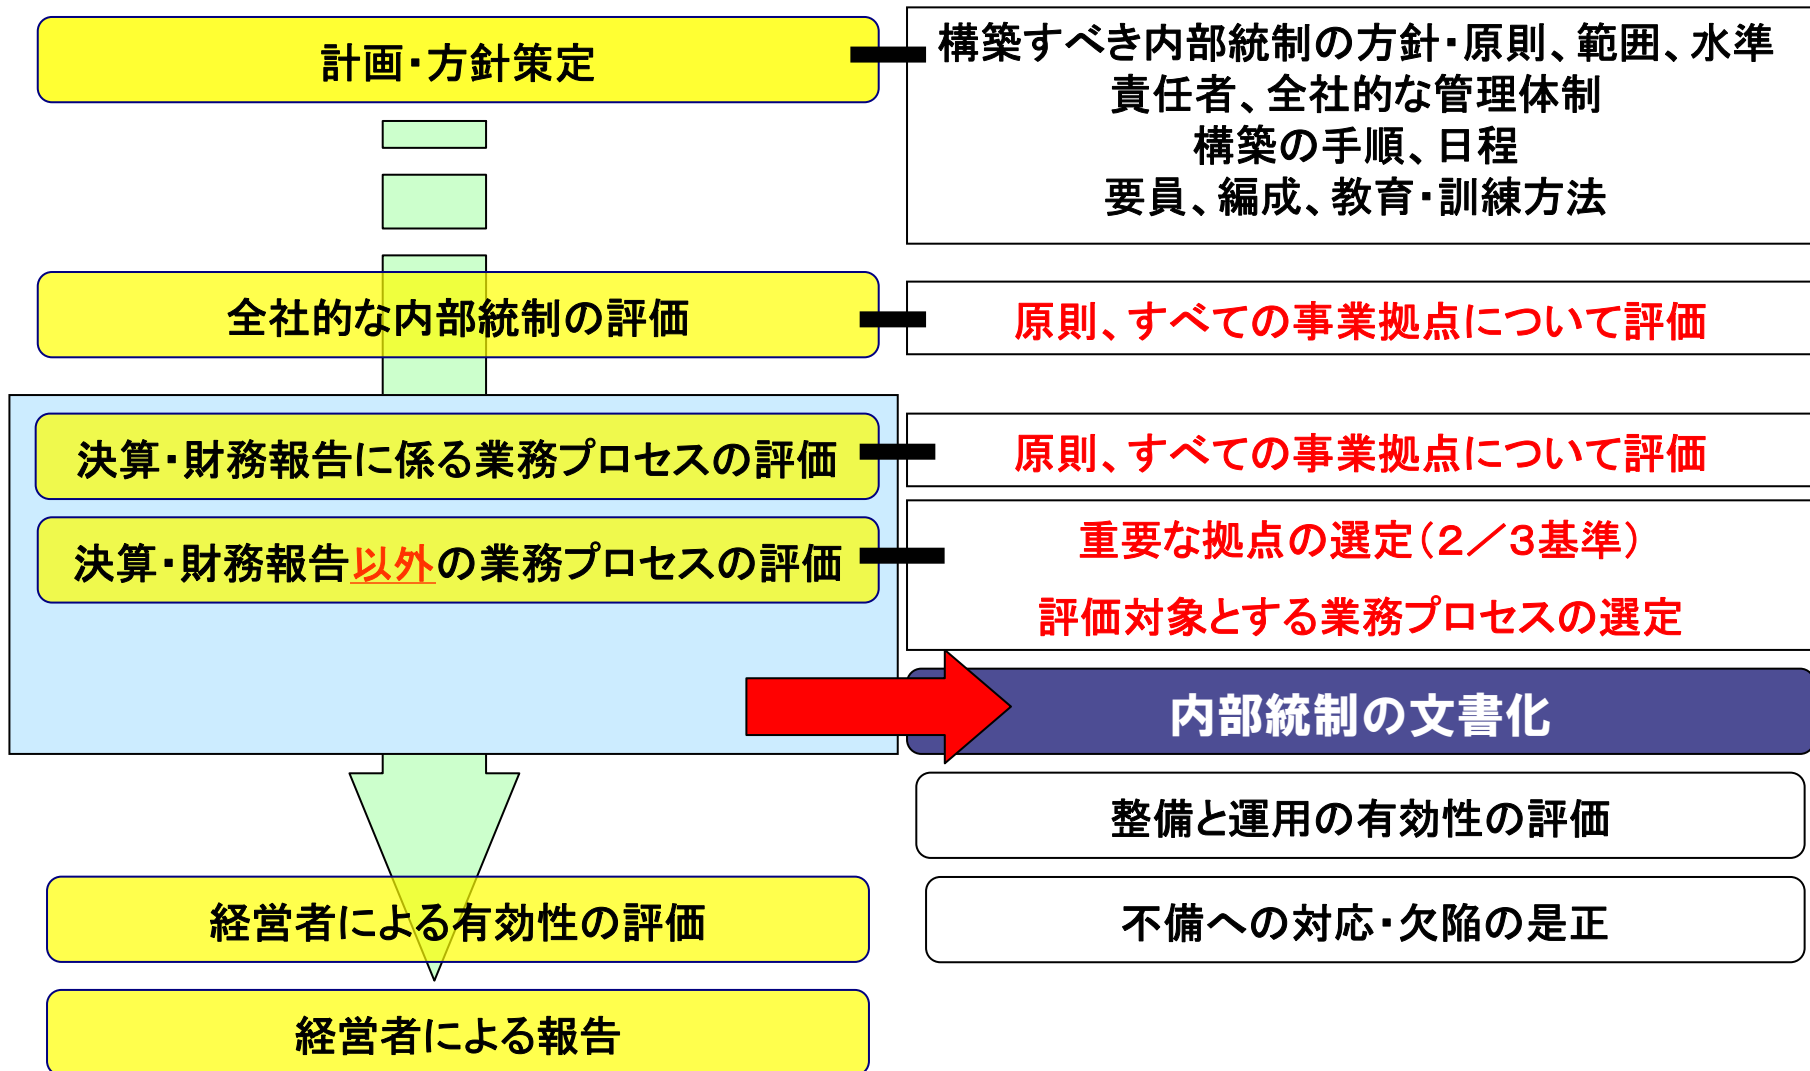 計画・方針策定
構築すべき内部統制の方針・原則、範囲、水準
責任者、全社的な管理体制
構築の手順、日程
要員、編成、教育・訓練方法
全社的な内部統制の評価
原則、すべての事業拠点について評価
決算・財務報告に係る業務プロセスの評価
原則、すべての事業拠点について評価
決算・財務報告以外の業務プロセスの評価
重要な拠点の選定（２／３基準）
評価対象とする業務プロセスの選定
内部統制の文書化
整備と運用の有効性の評価
経営者による有効性の評価
不備への対応・欠陥の是正
経営者による報告